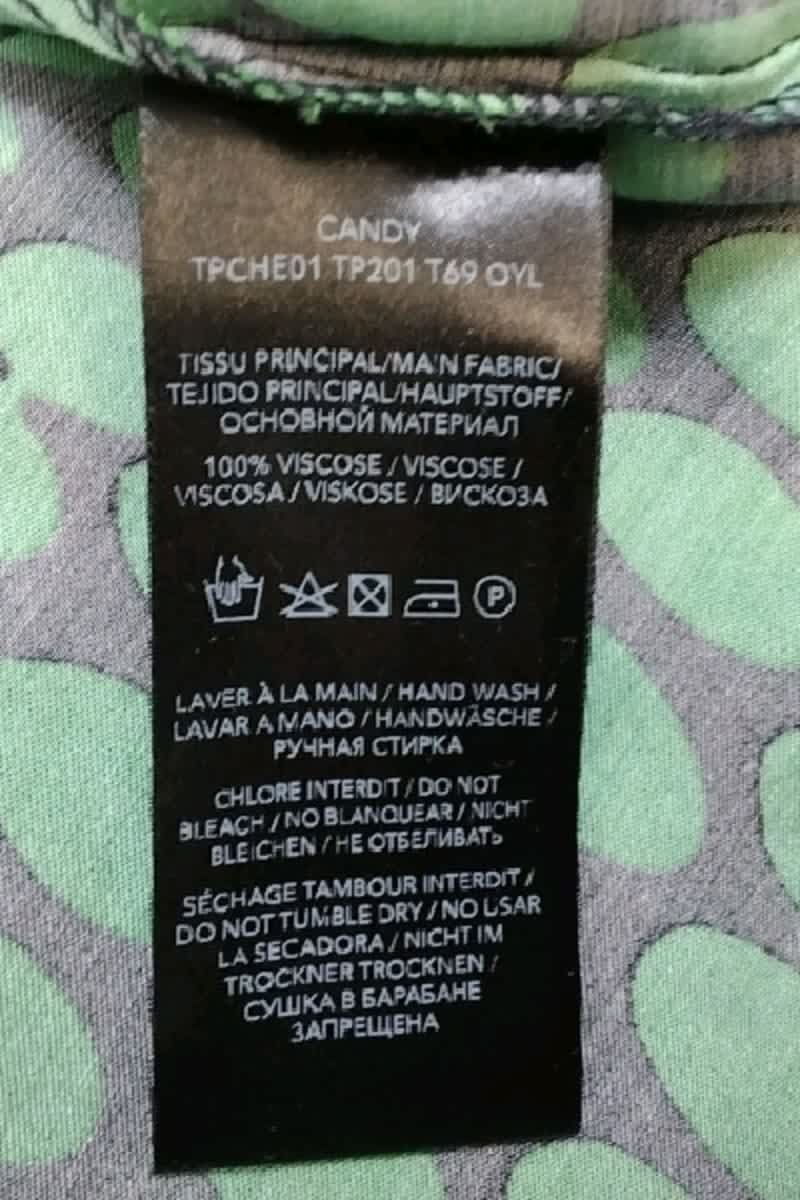 CANDY
TPCHE01 TP201 T69 OYL
TISSU PRINCIPAL/MAIN FABRIC/
TEJIDO PRINCIPAL/HAUPTSTOFF/
ОСНОВНОЙ МАТЕРИАЛ
100% VISCOSE / VISCOSE /
VISCOSA / VISKOSE / ВИСКОЗА
P
LAVER À LA MAIN / HAND WASH /
LAVAR A MANO / HANDWÄSCHE /
РУЧНАЯ СТИРКА
CHLORE INTERDIT / DO NOT
BLEACH / NO BLANQUEAR / NICHT
BLEICHEN / НЕ ОТБЕЛИВАТЬ
SÉCHAGE TAMBOUR INTERDIT /
DO NOT TUMBLE DRY / NO USAR
LA SECADORA / NICHT IM
TROCKNER TROCKNEN /
СУШКА В БАРАБАНЕ
ЗАПРЕЩЕНА